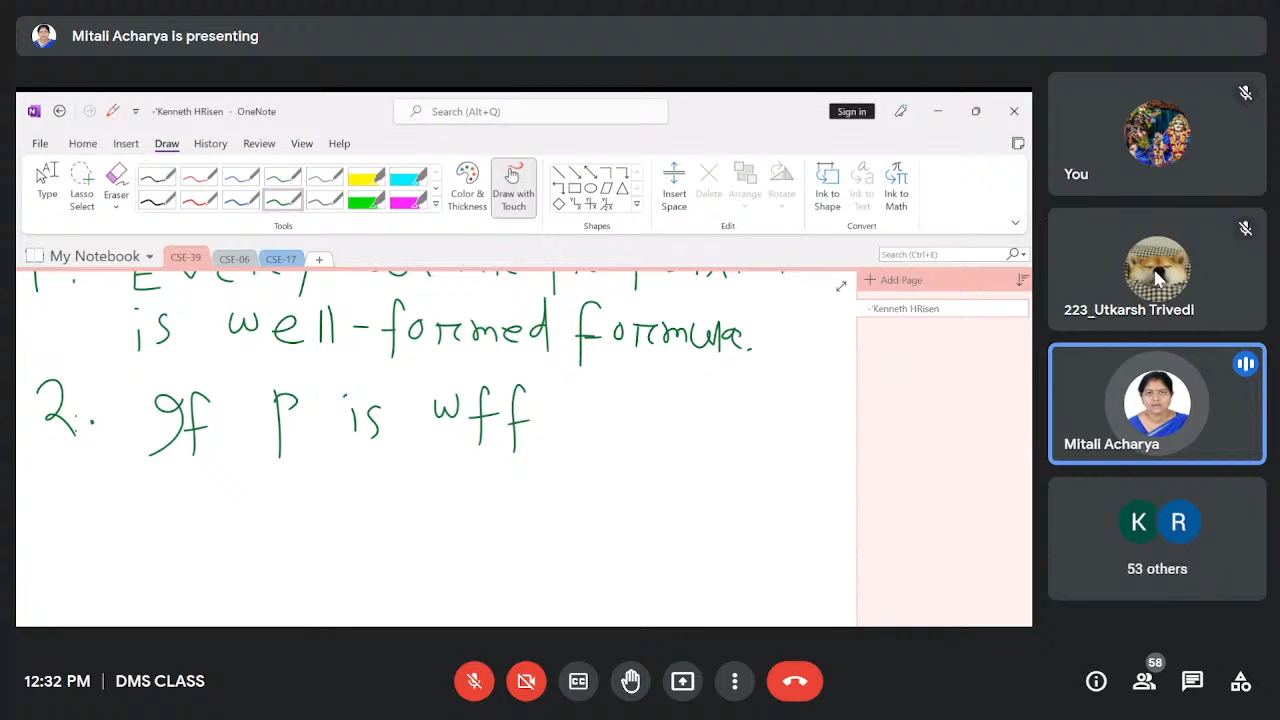 Mitali Acharya is presenting
-'Kenneth HRisen - OneNote
Search (Alt+Q)
Sign in
File Home Insert Draw History Review View Help
Type
Lasso Select
Eraser
Color & Thickness
Draw with Touch
Insert Space
Delete
Arrange
Rotate
Ink to Shape
Ink to Text
Ink to Math
Tools
Shapes
Edit
Convert
My Notebook
CSE-39
CSE-06
CSE-17
Search (Ctrl+E)
Add Page
-'Kenneth HRisen
1. Every
is well-formed formula.
2. If p is wff
You
223_Utkarsh Trivedi
Mitali Acharya
K R
53 others
12:32 PM | DMS CLASS
58